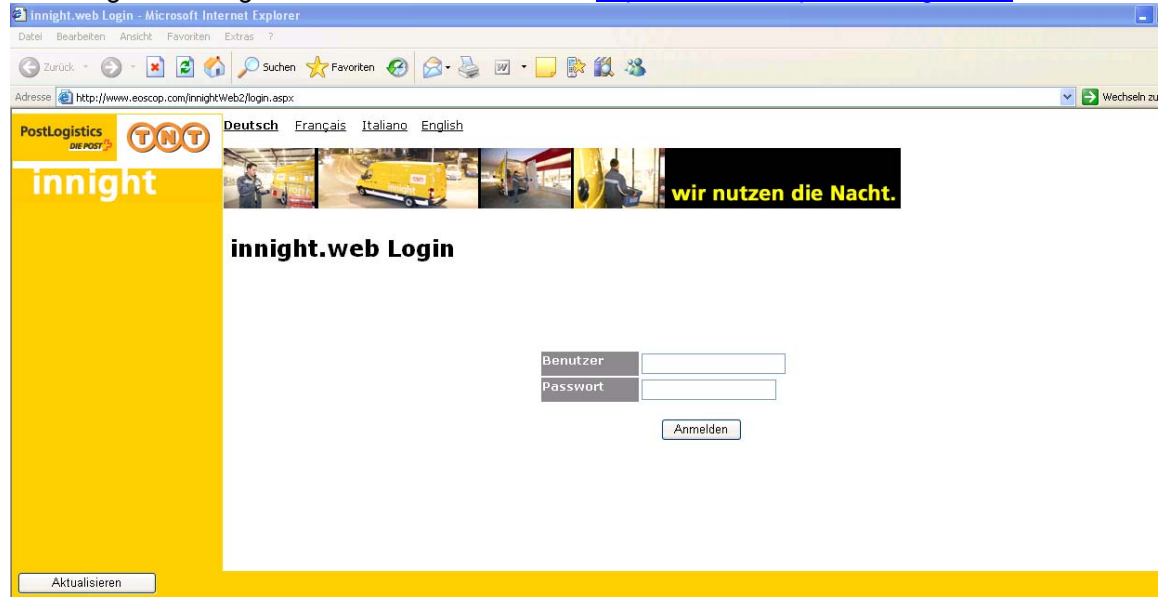 innight.web Login - Microsoft Internet Explorer
Datei Bearbeiten Ansicht Favoriten Extras ?
Zurück Suchen Favoriten
Adresse http://www.eoscop.com/innightWeb2/login.aspx Wechseln zu
PostLogistics
DIE POST
TNT
Deutsch Français Italiano English
innight
wir nutzen die Nacht.
innight.web Login
Benutzer
Passwort
Anmelden
Aktualisieren